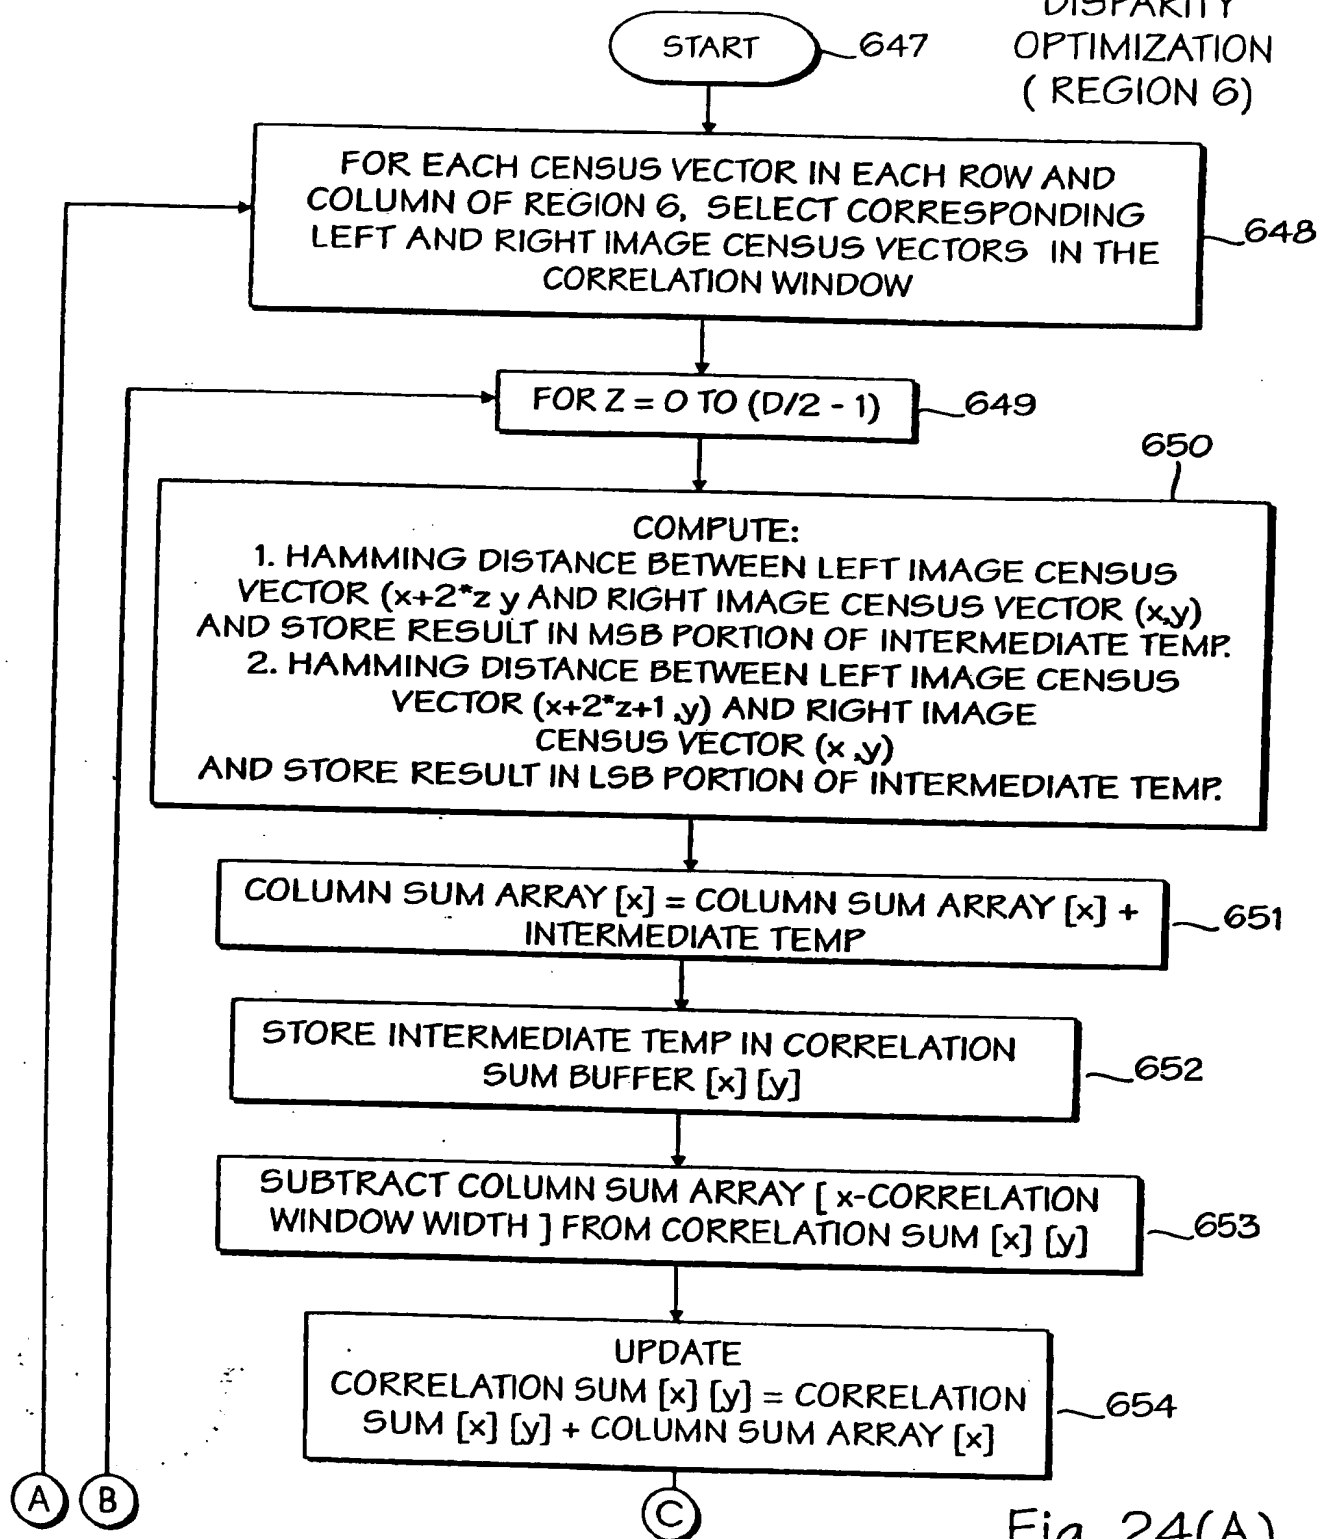 DISPARITY
OPTIMIZATION
( REGION 6)
START
647
FOR EACH CENSUS VECTOR IN EACH ROW AND
COLUMN OF REGION 6, SELECT CORRESPONDING
LEFT AND RIGHT IMAGE CENSUS VECTORS IN THE
CORRELATION WINDOW
648
FOR Z = 0 TO (D/2 - 1)
649
650
COMPUTE:
1. HAMMING DISTANCE BETWEEN LEFT IMAGE CENSUS
VECTOR (x+2*z y AND RIGHT IMAGE CENSUS VECTOR (x,y)
AND STORE RESULT IN MSB PORTION OF INTERMEDIATE TEMP.
2. HAMMING DISTANCE BETWEEN LEFT IMAGE CENSUS
VECTOR (x+2*z+1 ,y) AND RIGHT IMAGE
CENSUS VECTOR (x ,y)
AND STORE RESULT IN LSB PORTION OF INTERMEDIATE TEMP.
COLUMN SUM ARRAY [x] = COLUMN SUM ARRAY [x] +
INTERMEDIATE TEMP
651
STORE INTERMEDIATE TEMP IN CORRELATION
SUM BUFFER [x] [y]
652
SUBTRACT COLUMN SUM ARRAY [ x-CORRELATION
WINDOW WIDTH ] FROM CORRELATION SUM [x] [y]
653
UPDATE
CORRELATION SUM [x] [y] = CORRELATION
SUM [x] [y] + COLUMN SUM ARRAY [x]
654
A
B
C
Fig. 24(A)